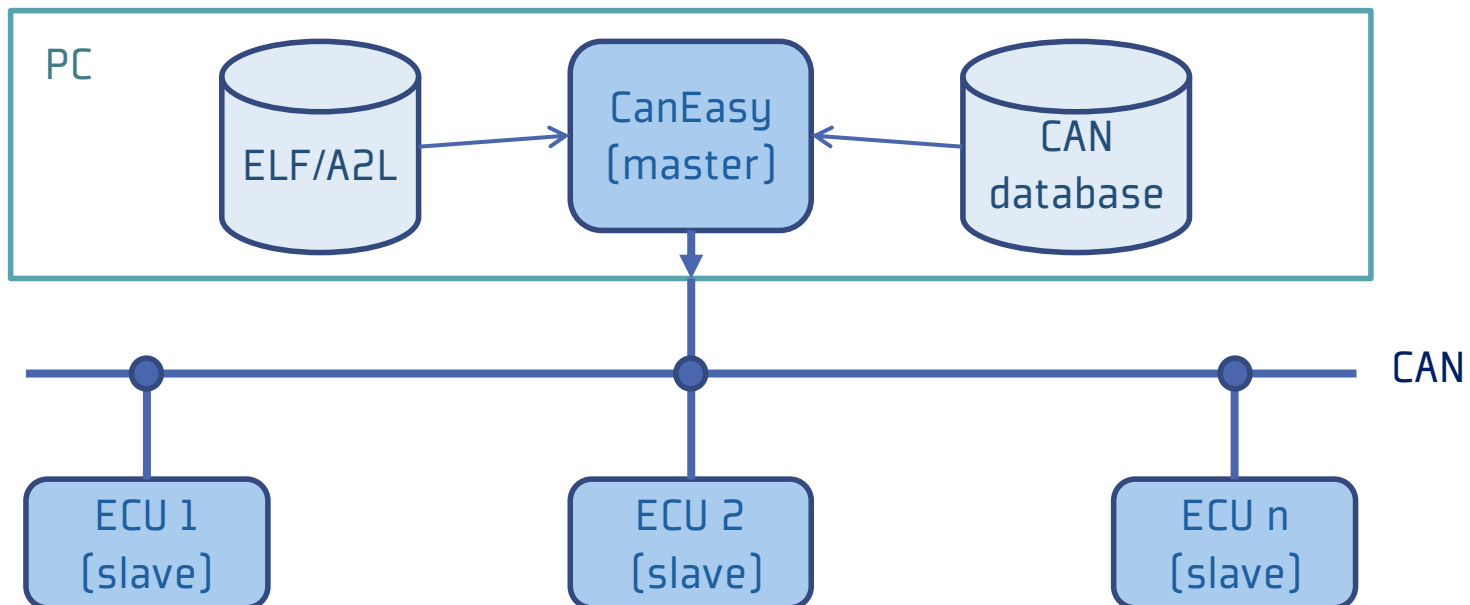 PC
ELF/A2L
CanEasy
(master)
CAN
database
CAN
ECU 1
(slave)
ECU 2
(slave)
ECU n
(slave)